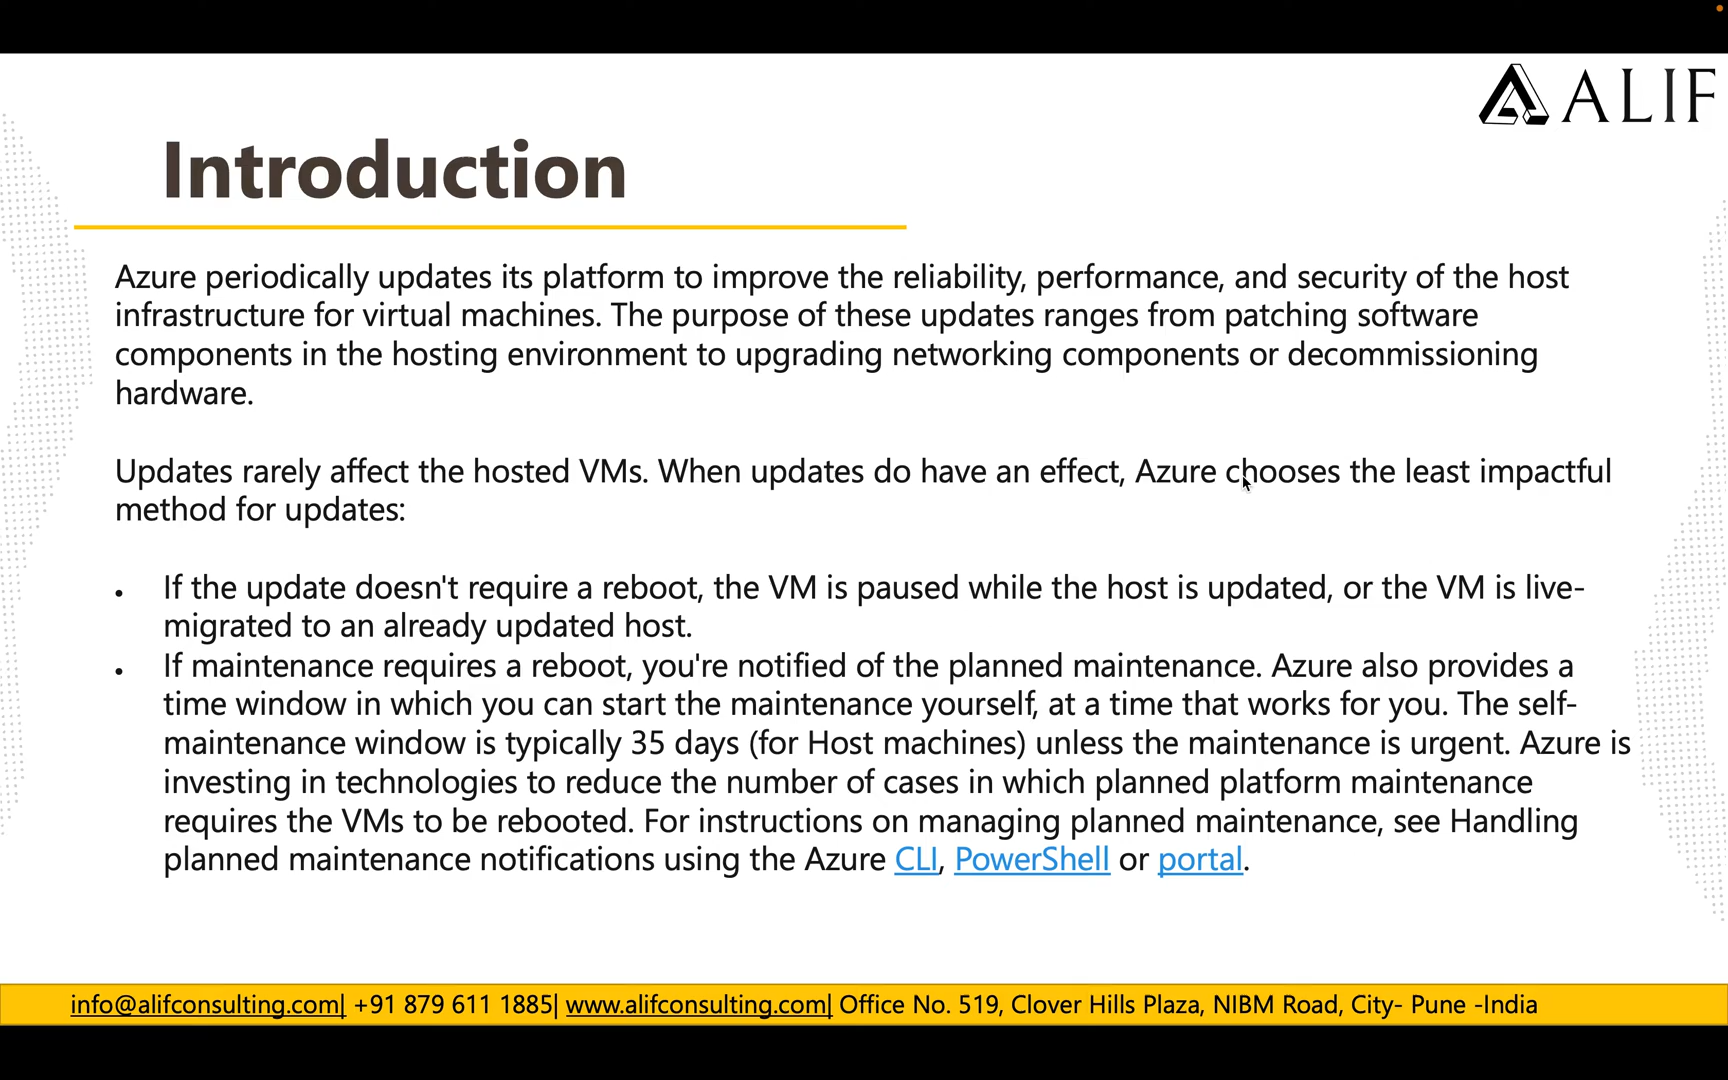 ALIF
Introduction
Azure periodically updates its platform to improve the reliability, performance, and security of the host
infrastructure for virtual machines. The purpose of these updates ranges from patching software
components in the hosting environment to upgrading networking components or decommissioning
hardware.
Updates rarely affect the hosted VMs. When updates do have an effect, Azure chooses the least impactful
method for updates:
• If the update doesn't require a reboot, the VM is paused while the host is updated, or the VM is live-
migrated to an already updated host.
• If maintenance requires a reboot, you're notified of the planned maintenance. Azure also provides a
time window in which you can start the maintenance yourself, at a time that works for you. The self-
maintenance window is typically 35 days (for Host machines) unless the maintenance is urgent. Azure is
investing in technologies to reduce the number of cases in which planned platform maintenance
requires the VMs to be rebooted. For instructions on managing planned maintenance, see Handling
planned maintenance notifications using the Azure CLI, PowerShell or portal.
info@alifconsulting.com| +91 879 611 1885| www.alifconsulting.com| Office No. 519, Clover Hills Plaza, NIBM Road, City- Pune -India